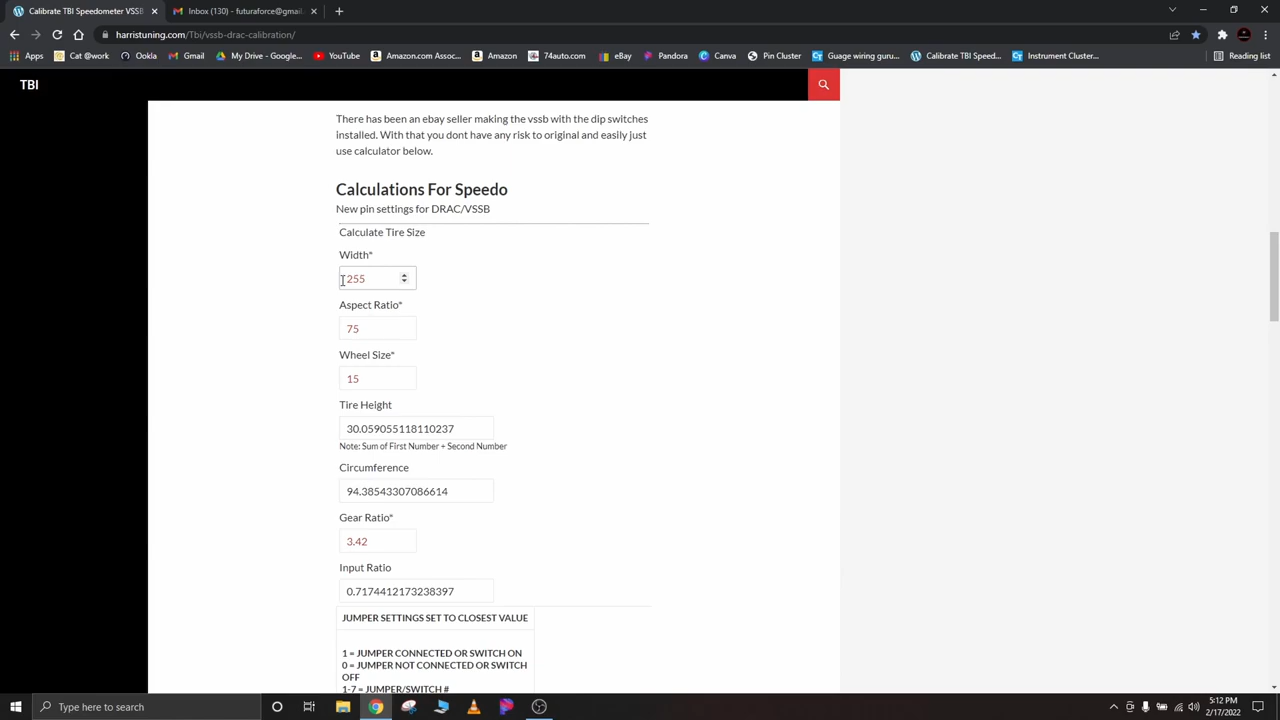 Calibrate TBI Speedometer VSSB
Inbox (130) - futuraforce@gmail.c
harristuning.com/Tbi/vssb-drac-calibration/
Apps Ooma Ookla Gmail My Drive - Google... YouTube Amazon.com Assoc... Amazon 74auto.com eBay Pandora Canva Pin Cluster Guage wiring guru... Calibrate TBI Speed... Instrument Cluster... Reading list
TBI
There has been an ebay seller making the vssb with the dip switches
installed. With that you dont have any risk to original and easily just
use calculator below.
Calculations For Speedo
New pin settings for DRAC/VSSB
Calculate Tire Size
Width*
255
Aspect Ratio*
75
Wheel Size*
15
Tire Height
30.059055118110237
Note: Sum of First Number + Second Number
Circumference
94.38543307086614
Gear Ratio*
3.42
Input Ratio
0.7174412173238397
JUMPER SETTINGS SET TO CLOSEST VALUE
1 = JUMPER CONNECTED OR SWITCH ON
0 = JUMPER NOT CONNECTED OR SWITCH
OFF
1-7 = JUMPER/SWITCH #
Type here to search
5:12 PM
2/17/2022